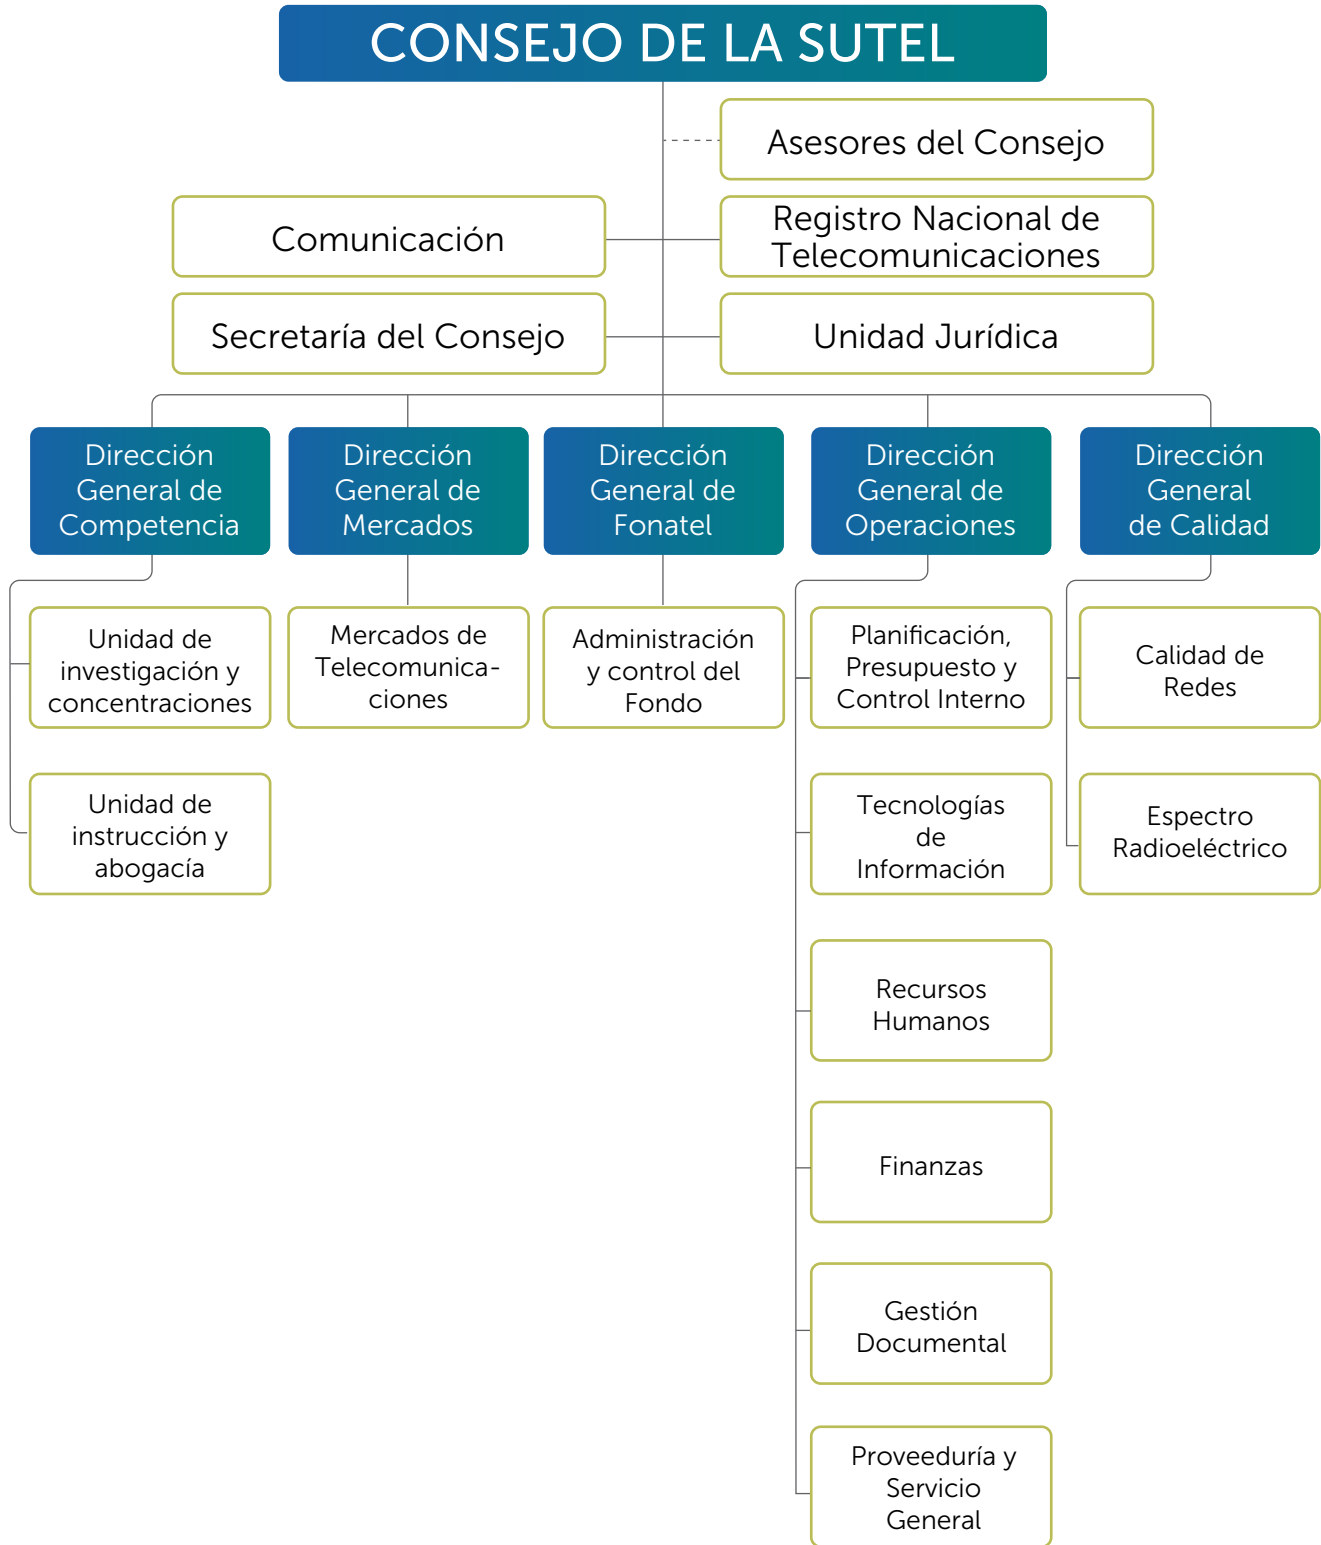 CONSEJO DE LA SUTEL
Asesores del Consejo
Comunicación
Registro Nacional de
Telecomunicaciones
Secretaría del Consejo
Unidad Jurídica
Dirección
General de
Competencia
Dirección
General de
Mercados
Dirección
General de
Fonatel
Dirección
General de
Operaciones
Dirección
General
de Calidad
Unidad de
investigación y
concentraciones
Mercados de
Telecomunica-
ciones
Administración
y control del
Fondo
Planificación,
Presupuesto y
Control Interno
Calidad de
Redes
Unidad de
instrucción y
abogacía
Tecnologías
de
Información
Espectro
Radioeléctrico
Recursos
Humanos
Finanzas
Gestión
Documental
Proveeduría y
Servicio
General